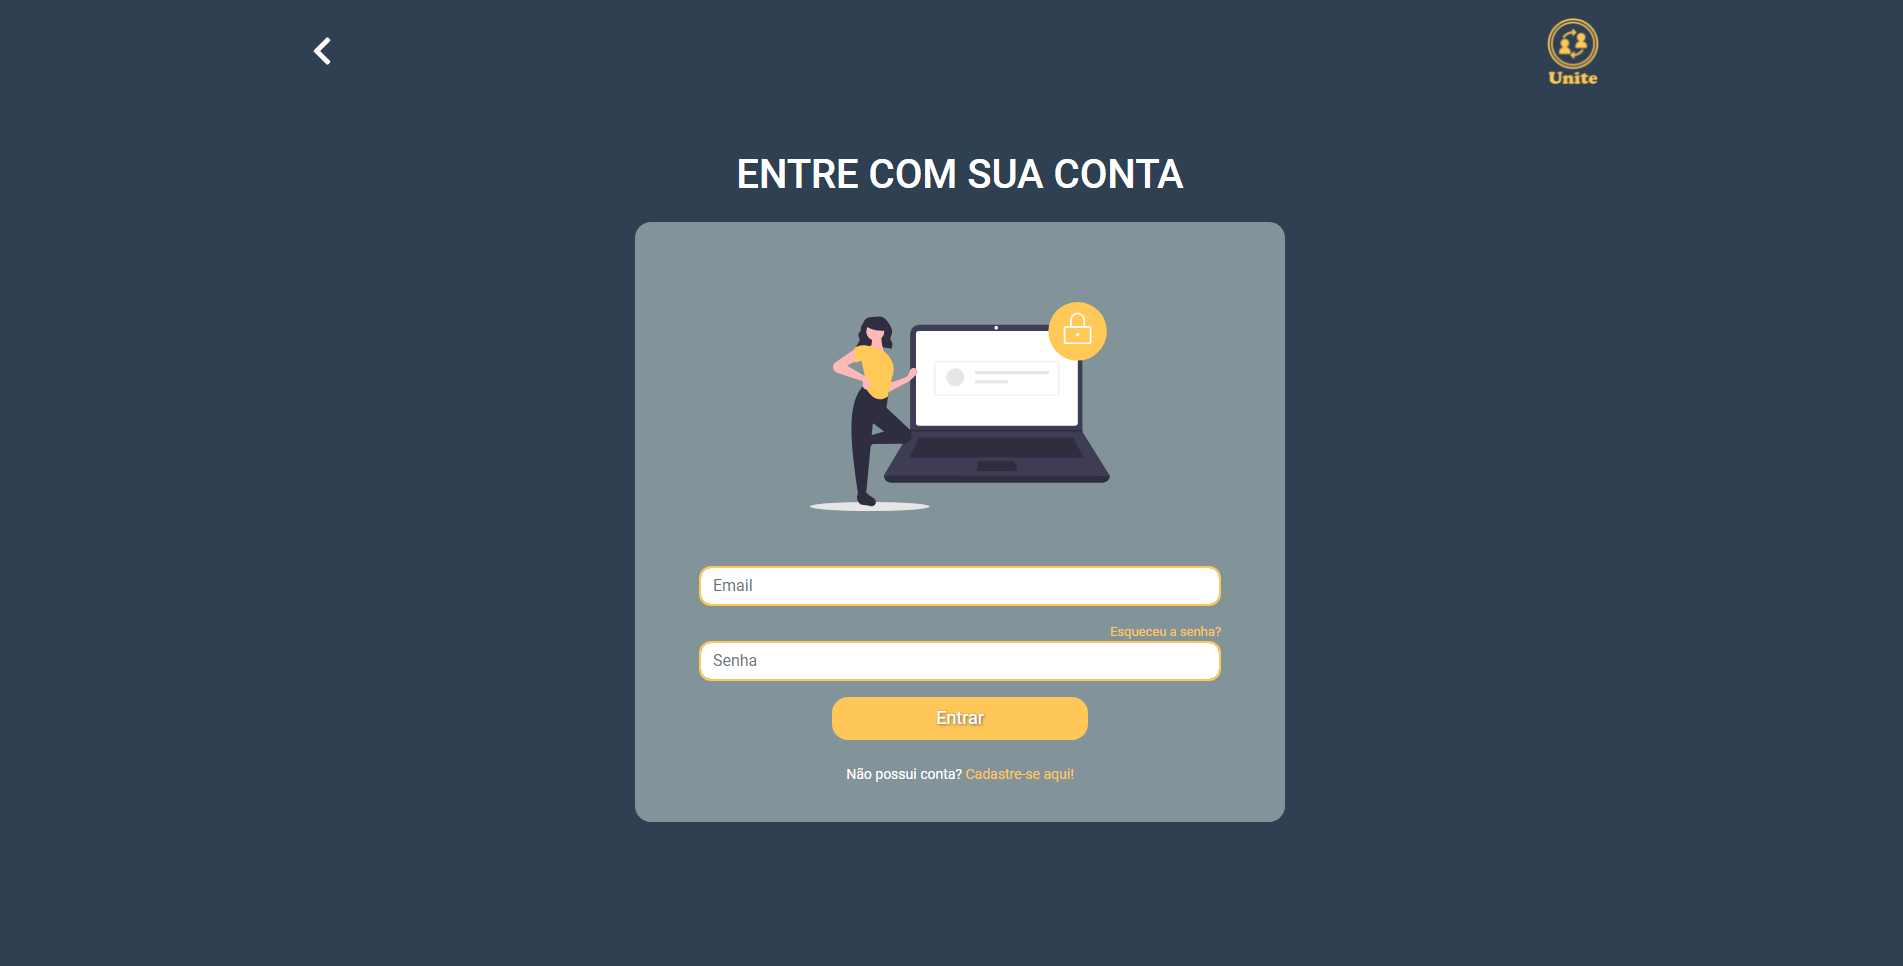 Unite
ENTRE COM SUA CONTA
Email
Esqueceu a senha?
Senha
Entrar
Não possui conta? Cadastre-se aqui!